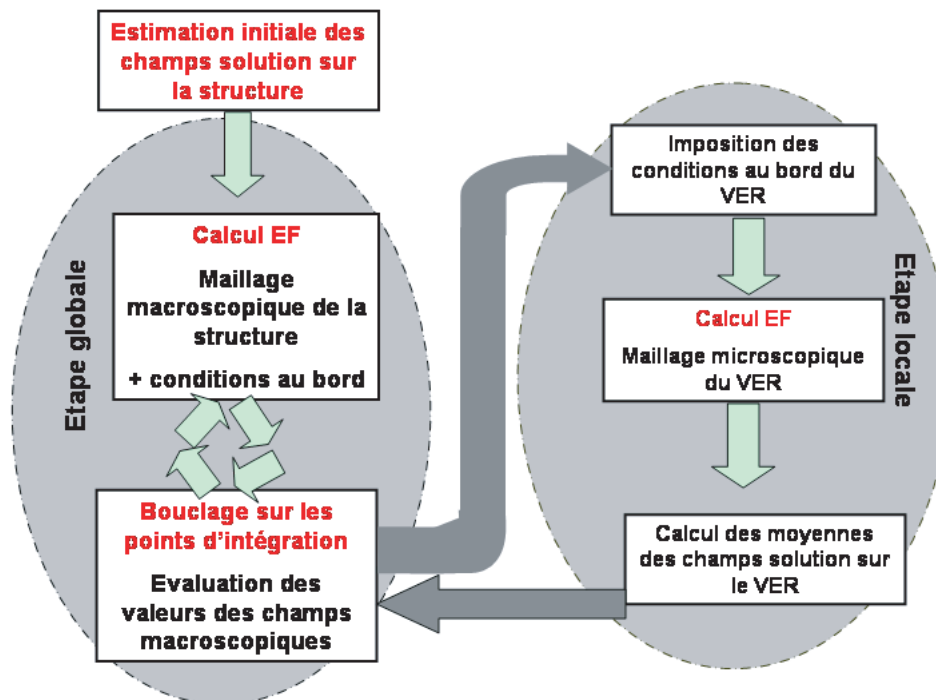 Estimation initiale des
champs solution sur
la structure
Etape globale
Calcul EF
Maillage
macroscopique de la
structure
+ conditions au bord
Bouclage sur les
points d'intégration
Evaluation des
valeurs des champs
macroscopiques
Imposition des
conditions au bord du
VER
Etape locale
Calcul EF
Maillage microscopique
du VER
Calcul des moyennes
des champs solution sur
le VER